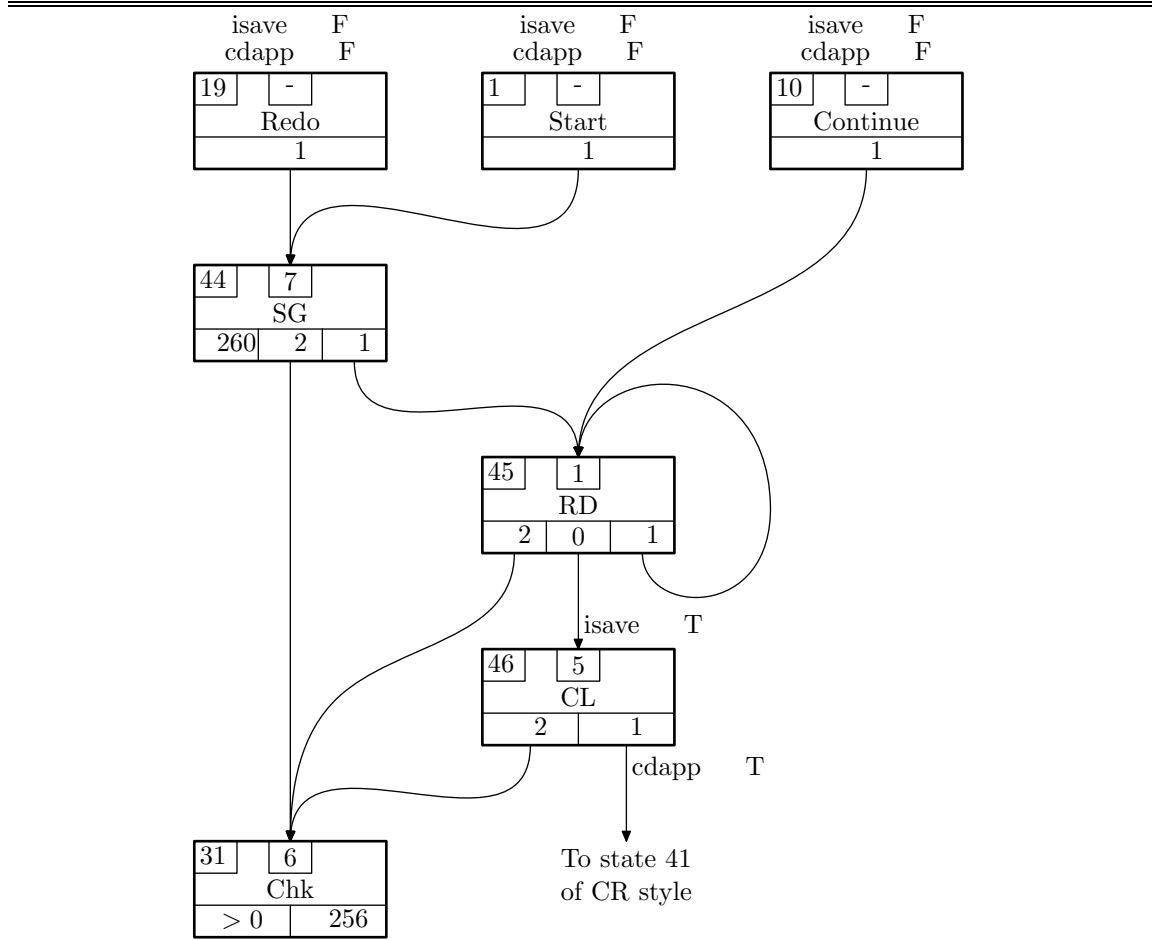 isave F isave F isave F
cdapp F cdapp F cdapp F
19 - 1 - 10 -
Redo Start Continue
1 1 1
44 7
SG
260 2 1
45 1
RD
2 0 1
isave T
46 5
CL
2 1
cdapp T
31 6
To state 41
Chk
of CR style
> 0 256